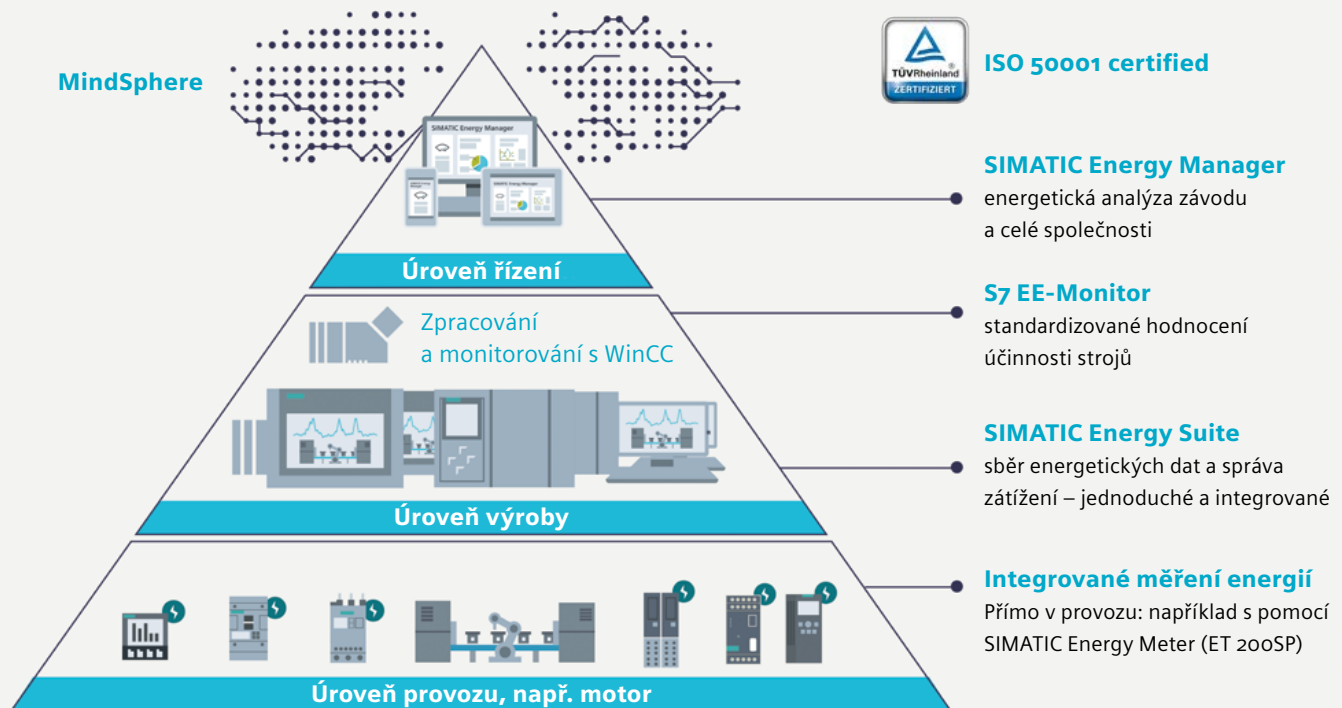 MindSphere
TÜVRheinland
ZERTIFIZIERT
ISO 50001 certified
SIMATIC Energy Manager
SIMATIC Energy Manager
SIMATIC Energy Manager
energetická analýza závodu
a celé společnosti
Úroveň řízení
S7 EE-Monitor
standardizované hodnocení
účinnosti strojů
Zpracování
a monitorování s WinCC
SIMATIC Energy Suite
sběr energetických dat a správa
zátížení – jednoduché a integrované
Úroveň výroby
Integrované měření energií
Přímo v provozu: například s pomocí
SIMATIC Energy Meter (ET 200SP)
Úroveň provozu, např. motor